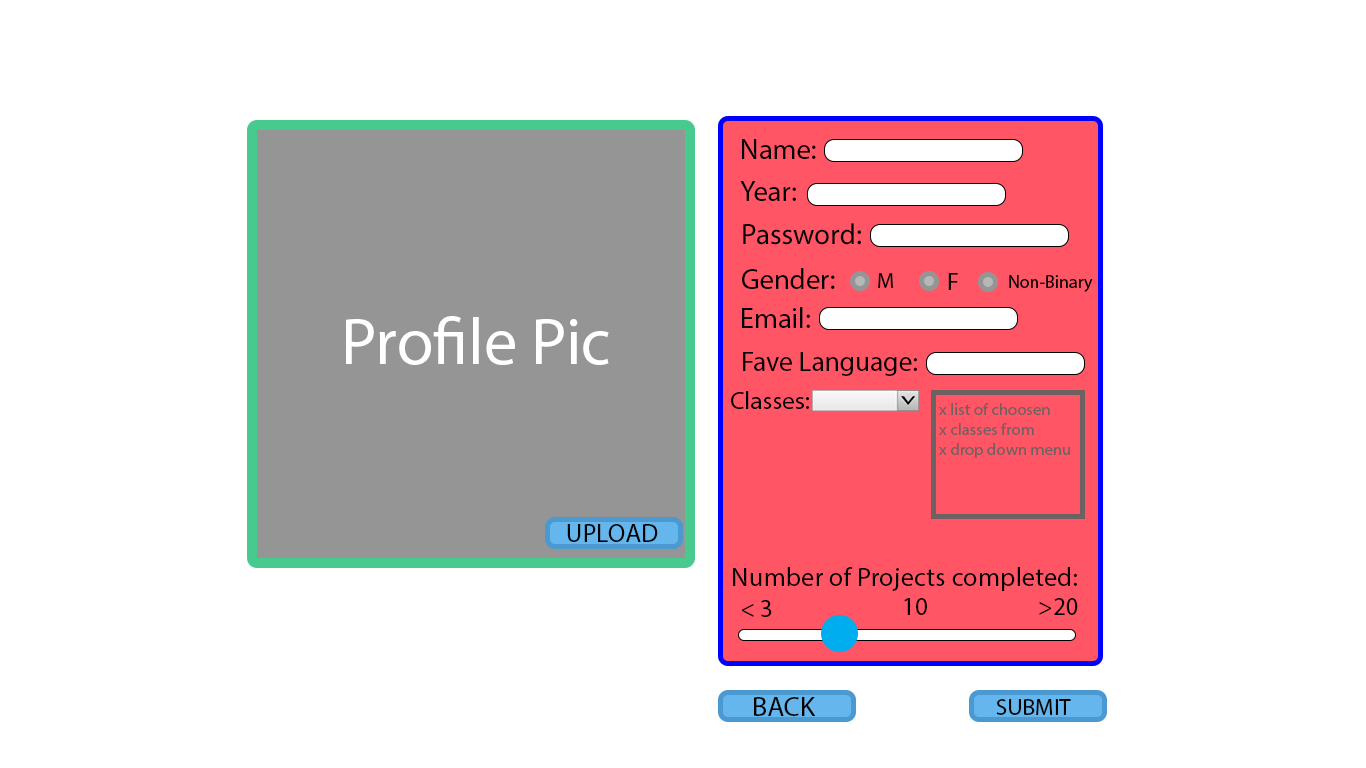 Profile Pic
UPLOAD
Name:
Year:
Password:
Gender: M F Non-Binary
Email:
Fave Language:
Classes:
x list of choosen
x classes from
x drop down menu
Number of Projects completed:
< 3 10 >20
BACK SUBMIT